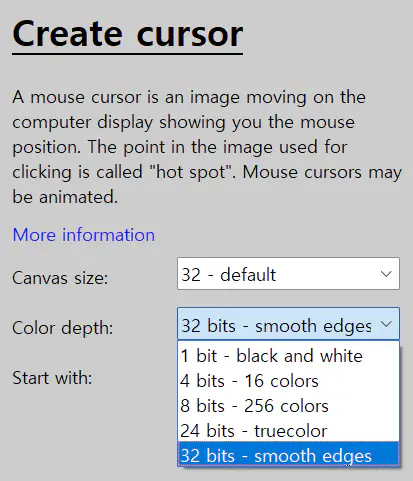 Create cursor
A mouse cursor is an image moving on the
computer display showing you the mouse
position. The point in the image used for
clicking is called "hot spot". Mouse cursors may
be animated.
More information
Canvas size:
32 - default
Color depth:
32 bits - smooth edges
1 bit - black and white
Start with:
4 bits - 16 colors
8 bits - 256 colors
24 bits - truecolor
32 bits - smooth edges